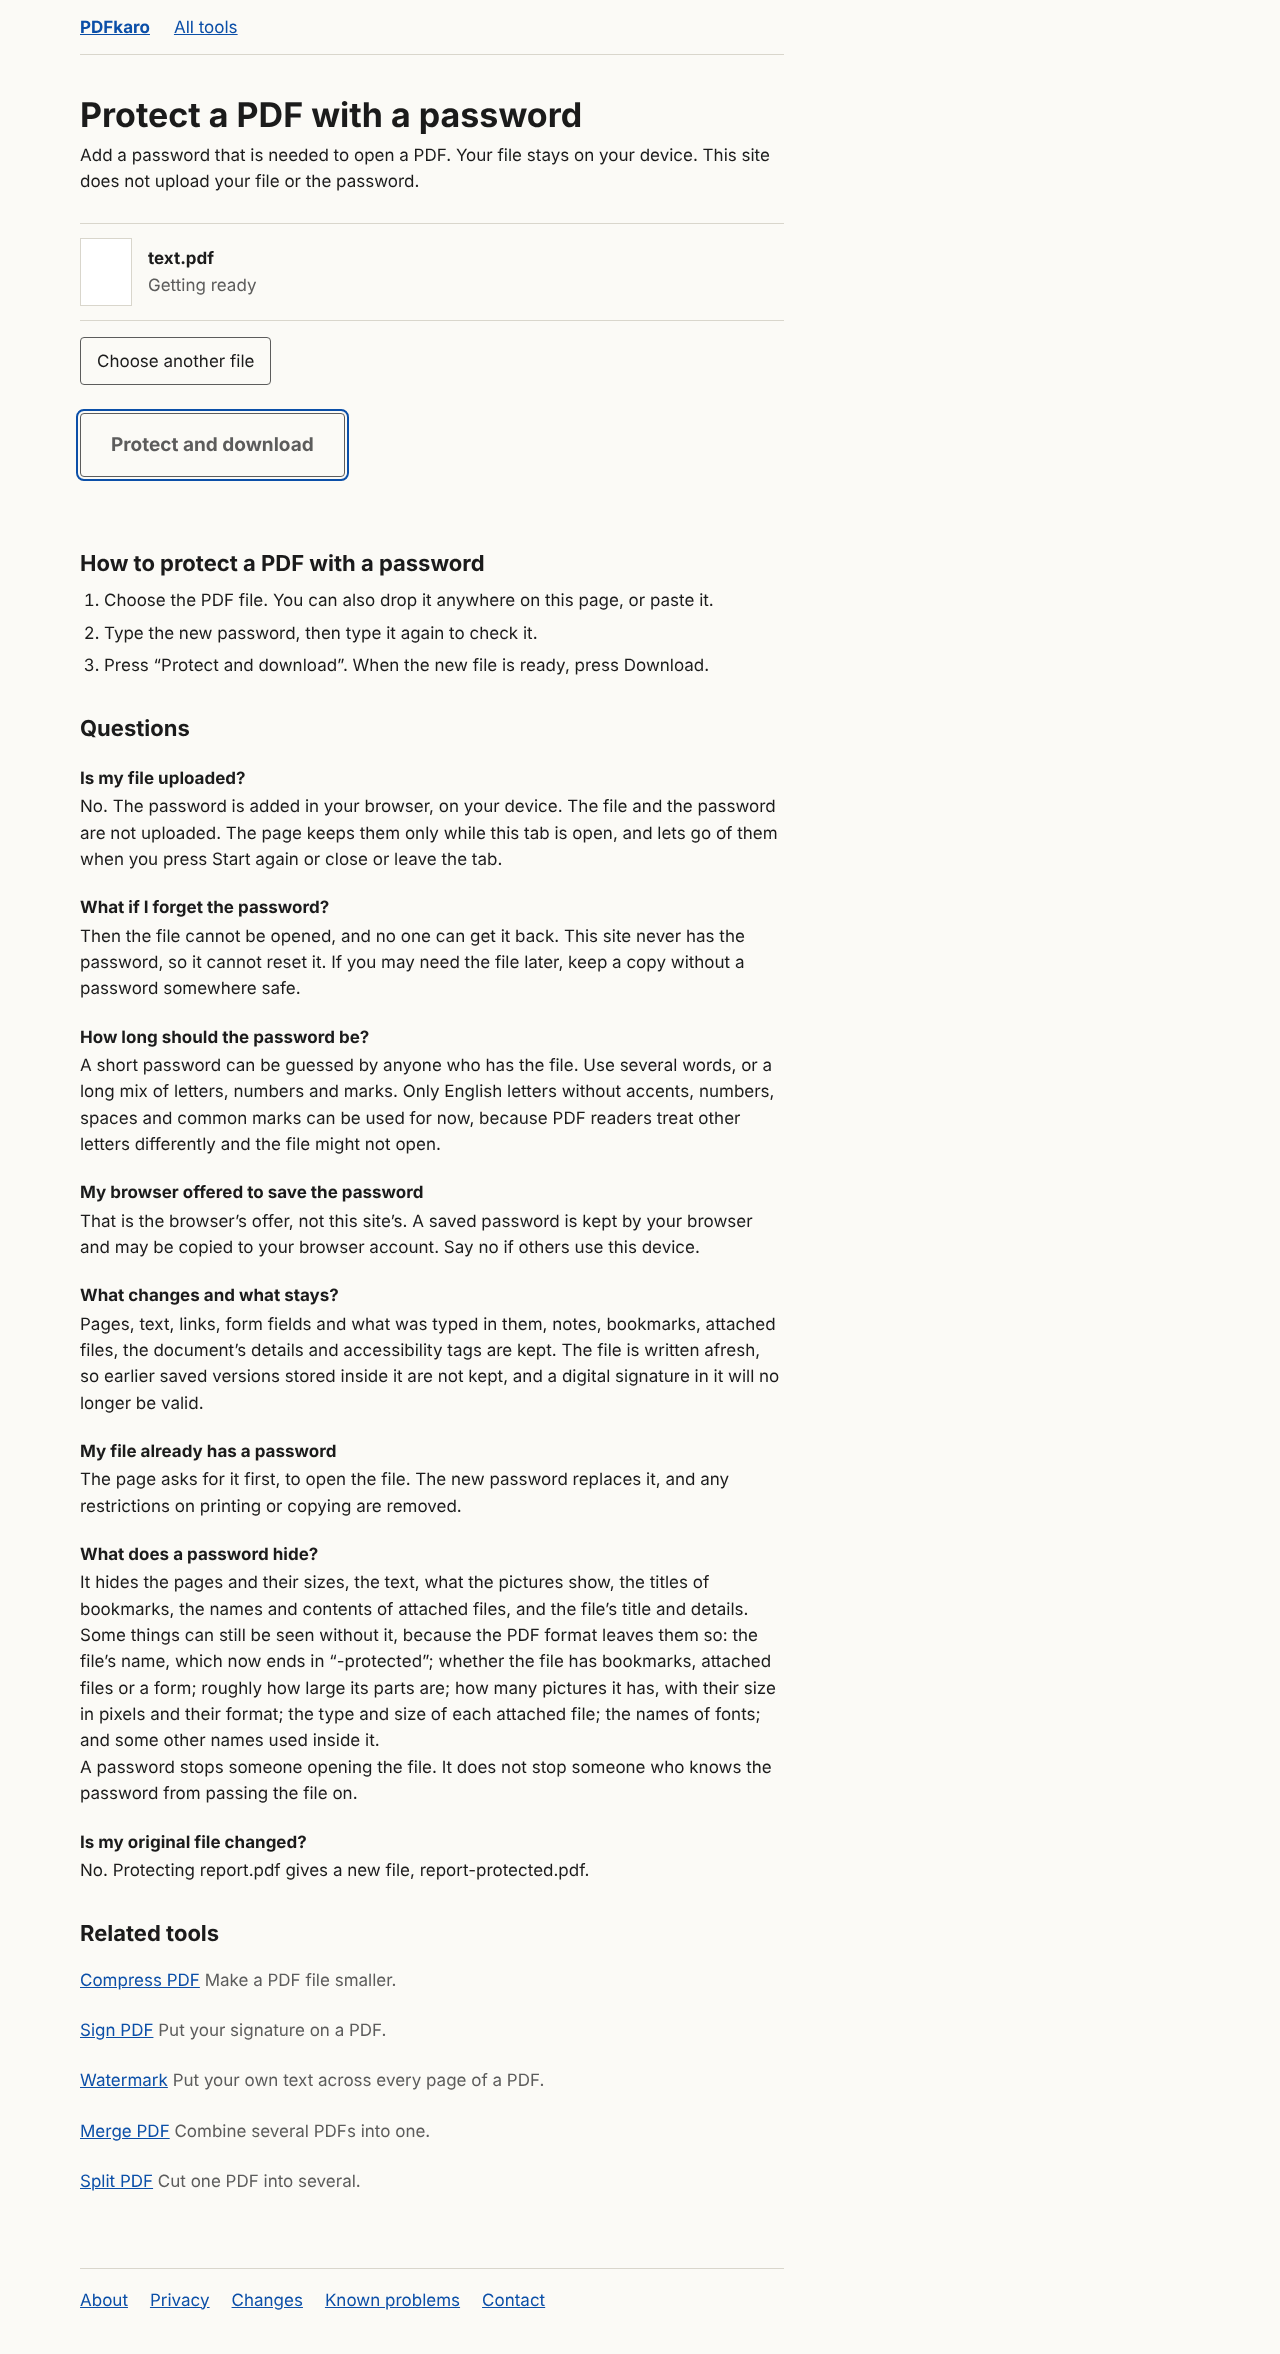 PDFkaro All tools
Protect a PDF with a password
Add a password that is needed to open a PDF. Your file stays on your device. This site
does not upload your file or the password.
text.pdf
Getting ready
Choose another file
Protect and download
How to protect a PDF with a password
1. Choose the PDF file. You can also drop it anywhere on this page, or paste it.
2. Type the new password, then type it again to check it.
3. Press “Protect and download”. When the new file is ready, press Download.
Questions
Is my file uploaded?
No. The password is added in your browser, on your device. The file and the password
are not uploaded. The page keeps them only while this tab is open, and lets go of them
when you press Start again or close or leave the tab.
What if I forget the password?
Then the file cannot be opened, and no one can get it back. This site never has the
password, so it cannot reset it. If you may need the file later, keep a copy without a
password somewhere safe.
How long should the password be?
A short password can be guessed by anyone who has the file. Use several words, or a
long mix of letters, numbers and marks. Only English letters without accents, numbers,
spaces and common marks can be used for now, because PDF readers treat other
letters differently and the file might not open.
My browser offered to save the password
That is the browser’s offer, not this site’s. A saved password is kept by your browser
and may be copied to your browser account. Say no if others use this device.
What changes and what stays?
Pages, text, links, form fields and what was typed in them, notes, bookmarks, attached
files, the document’s details and accessibility tags are kept. The file is written afresh,
so earlier saved versions stored inside it are not kept, and a digital signature in it will no
longer be valid.
My file already has a password
The page asks for it first, to open the file. The new password replaces it, and any
restrictions on printing or copying are removed.
What does a password hide?
It hides the pages and their sizes, the text, what the pictures show, the titles of
bookmarks, the names and contents of attached files, and the file’s title and details.
Some things can still be seen without it, because the PDF format leaves them so: the
file’s name, which now ends in “-protected”; whether the file has bookmarks, attached
files or a form; roughly how large its parts are; how many pictures it has, with their size
in pixels and their format; the type and size of each attached file; the names of fonts;
and some other names used inside it.
A password stops someone opening the file. It does not stop someone who knows the
password from passing the file on.
Is my original file changed?
No. Protecting report.pdf gives a new file, report-protected.pdf.
Related tools
Compress PDF Make a PDF file smaller.
Sign PDF Put your signature on a PDF.
Watermark Put your own text across every page of a PDF.
Merge PDF Combine several PDFs into one.
Split PDF Cut one PDF into several.
About Privacy Changes Known problems Contact